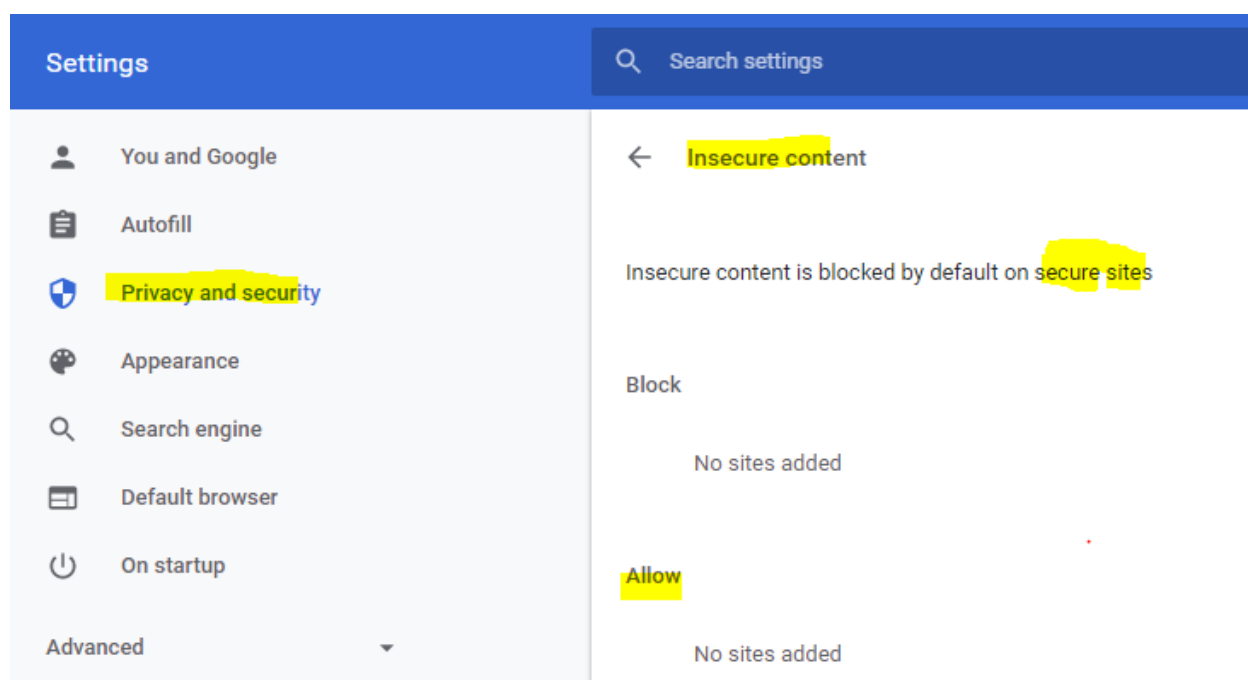 Settings
Search settings
You and Google
Autofill
Privacy and security
Appearance
Search engine
Default browser
On startup
Advanced
Insecure content
Insecure content is blocked by default on secure sites
Block
No sites added
Allow
No sites added